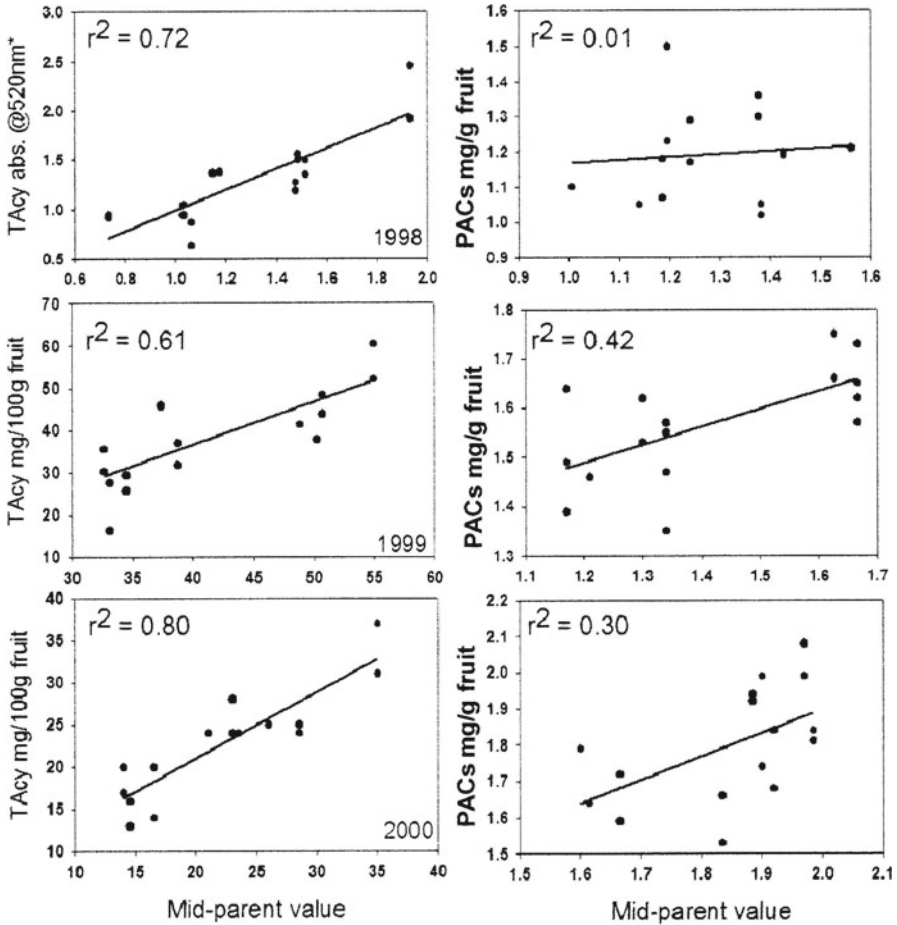 3.0
2.5
2.0
1.5
1.0
0.5
TAcy abs. @520nm*
r2 = 0.72
1998
0.6 0.8 1.0 1.2 1.4 1.6 1.8 2.0
1.6
1.5
1.4
1.3
1.2
1.1
1.0
0.9
PACs mg/g fruit
r2 = 0.01
0.9 1.0 1.1 1.2 1.3 1.4 1.5 1.6
70
60
50
40
30
20
10
TAcy mg/100g fruit
r2 = 0.61
1999
30 35 40 45 50 55 60
1.8
1.7
1.6
1.5
1.4
1.3
PACs mg/g fruit
r2 = 0.42
1.1 1.2 1.3 1.4 1.5 1.6 1.7
40
35
30
25
20
15
10
TAcy mg/100g fruit
r2 = 0.80
2000
10 15 20 25 30 35 40
Mid-parent value
2.2
2.1
2.0
1.9
1.8
1.7
1.6
1.5
PACs mg/g fruit
r2 = 0.30
1.5 1.6 1.7 1.8 1.9 2.0 2.1
Mid-parent value